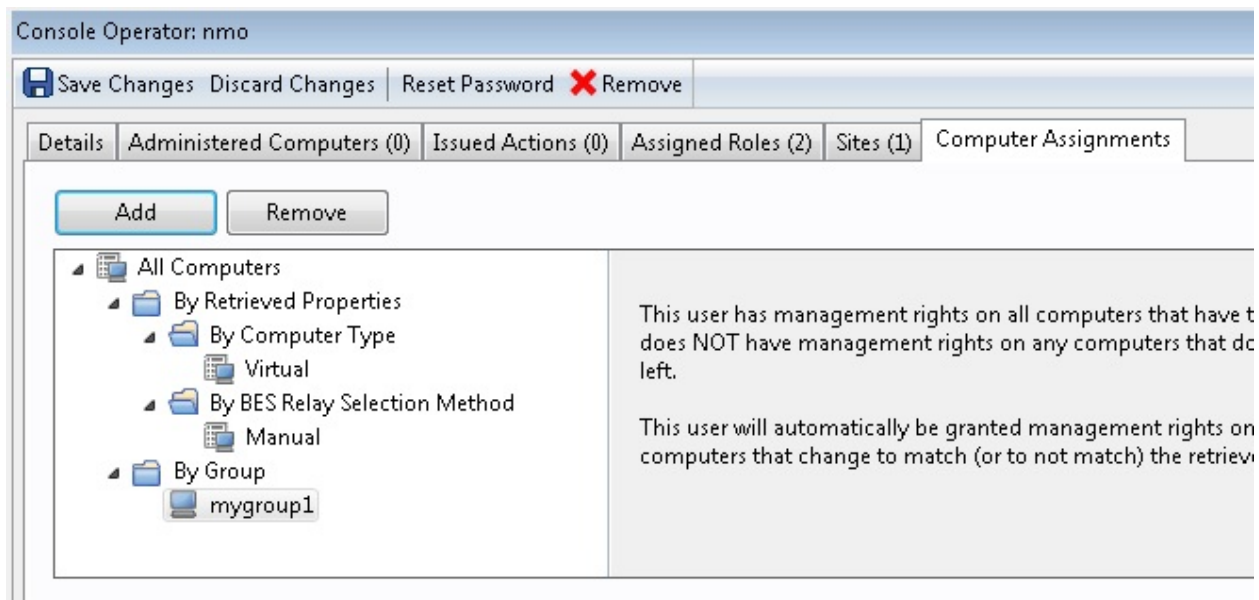 Console Operator: nmo
Save Changes Discard Changes Reset Password Remove
Details Administered Computers (0) Issued Actions (0) Assigned Roles (2) Sites (1) Computer Assignments
Add Remove
All Computers
By Retrieved Properties
By Computer Type
Virtual
By BES Relay Selection Method
Manual
By Group
mygroup1
This user has management rights on all computers that have
does NOT have management rights on any computers that
left.
This user will automatically be granted management rights on
computers that change to match (or to not match) the